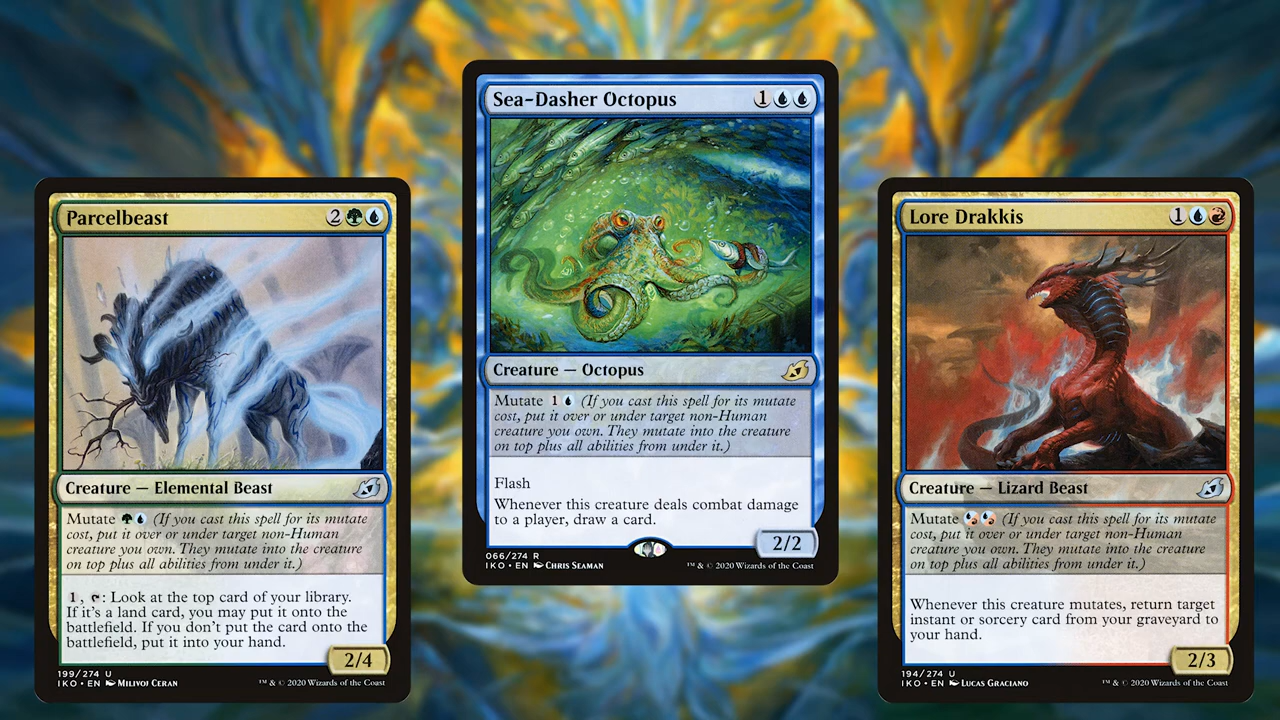 Parcelbeast 2
Creature — Elemental Beast
Mutate (If you cast this spell for its mutate
cost, put it over or under target non-Human
creature you own. They mutate into the creature
on top plus all abilities from under it.)
1, : Look at the top card of your library.
If it's a land card, you may put it onto the
battlefield. If you don't put the card onto the
battlefield, put it into your hand.
2/4
199/274 U
IKO • EN Milivoj Ceran ™ & © 2020 Wizards of the Coast
Sea-Dasher Octopus 1
Creature — Octopus
Mutate 1 (If you cast this spell for its mutate
cost, put it over or under target non-Human
creature you own. They mutate into the creature
on top plus all abilities from under it.)
Flash
Whenever this creature deals combat damage
to a player, draw a card.
2/2
066/274 R
IKO • EN Chris Seaman ™ & © 2020 Wizards of the Coast
Lore Drakkis 1
Creature — Lizard Beast
Mutate (If you cast this spell for its mutate
cost, put it over or under target non-Human
creature you own. They mutate into the creature
on top plus all abilities from under it.)
Whenever this creature mutates, return target
instant or sorcery card from your graveyard to
your hand.
2/3
194/274 U
IKO • EN Lucas Graciano ™ & © 2020 Wizards of the Coast